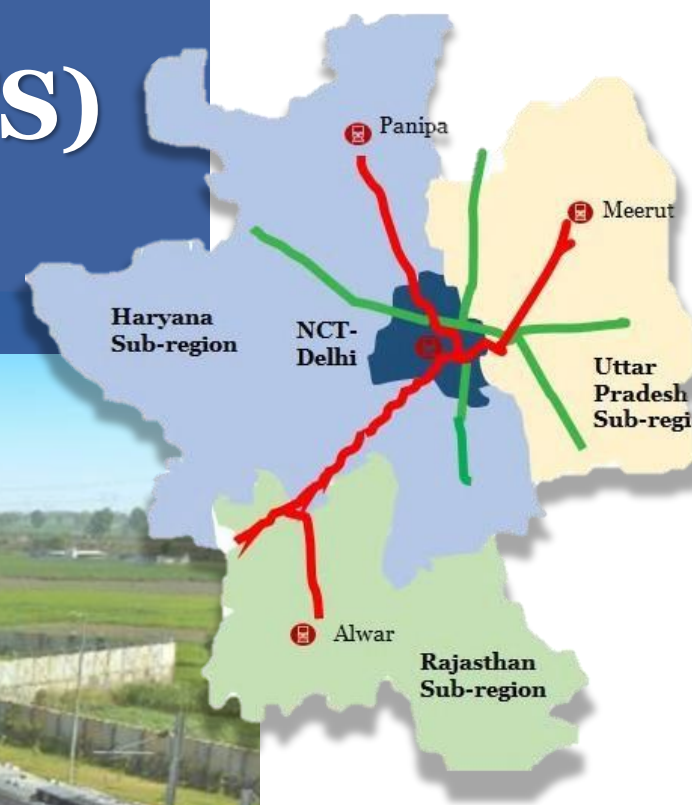 S)
Panipa
Meerut
Haryana
Sub-region
NCT-
Delhi
Uttar
Pradesh
Sub-regi
Alwar
Rajasthan
Sub-region